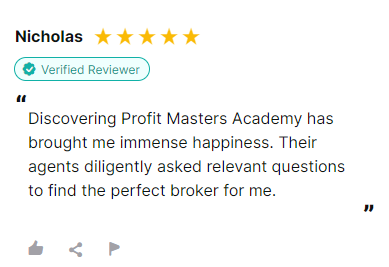 Nicholas
Verified Reviewer
“
Discovering Profit Masters Academy has
brought me immense happiness. Their
agents diligently asked relevant questions
to find the perfect broker for me.
”